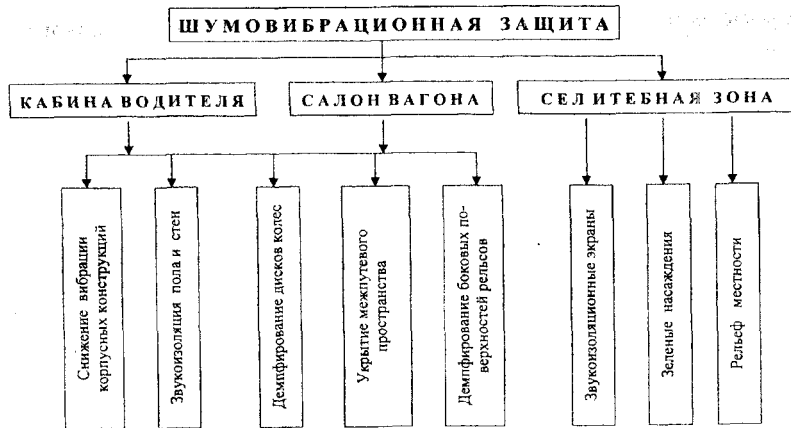 ШУМОВИБРАЦИОННАЯ ЗАЩИТА
КАБИНА ВОДИТЕЛЯ
САЛОН ВАГОНА
СЕЛИТЕБНАЯ ЗОНА
Снижение вибрации
корпусных конструкций
Звукоизоляция пола и стен
Демпфирование дисков колес
Укрытие межпутевого
пространства
Демпфирование боковых по-
верхностей рельсов
Звукоизоляционные экраны
Зеленые насаждения
Рельеф местности